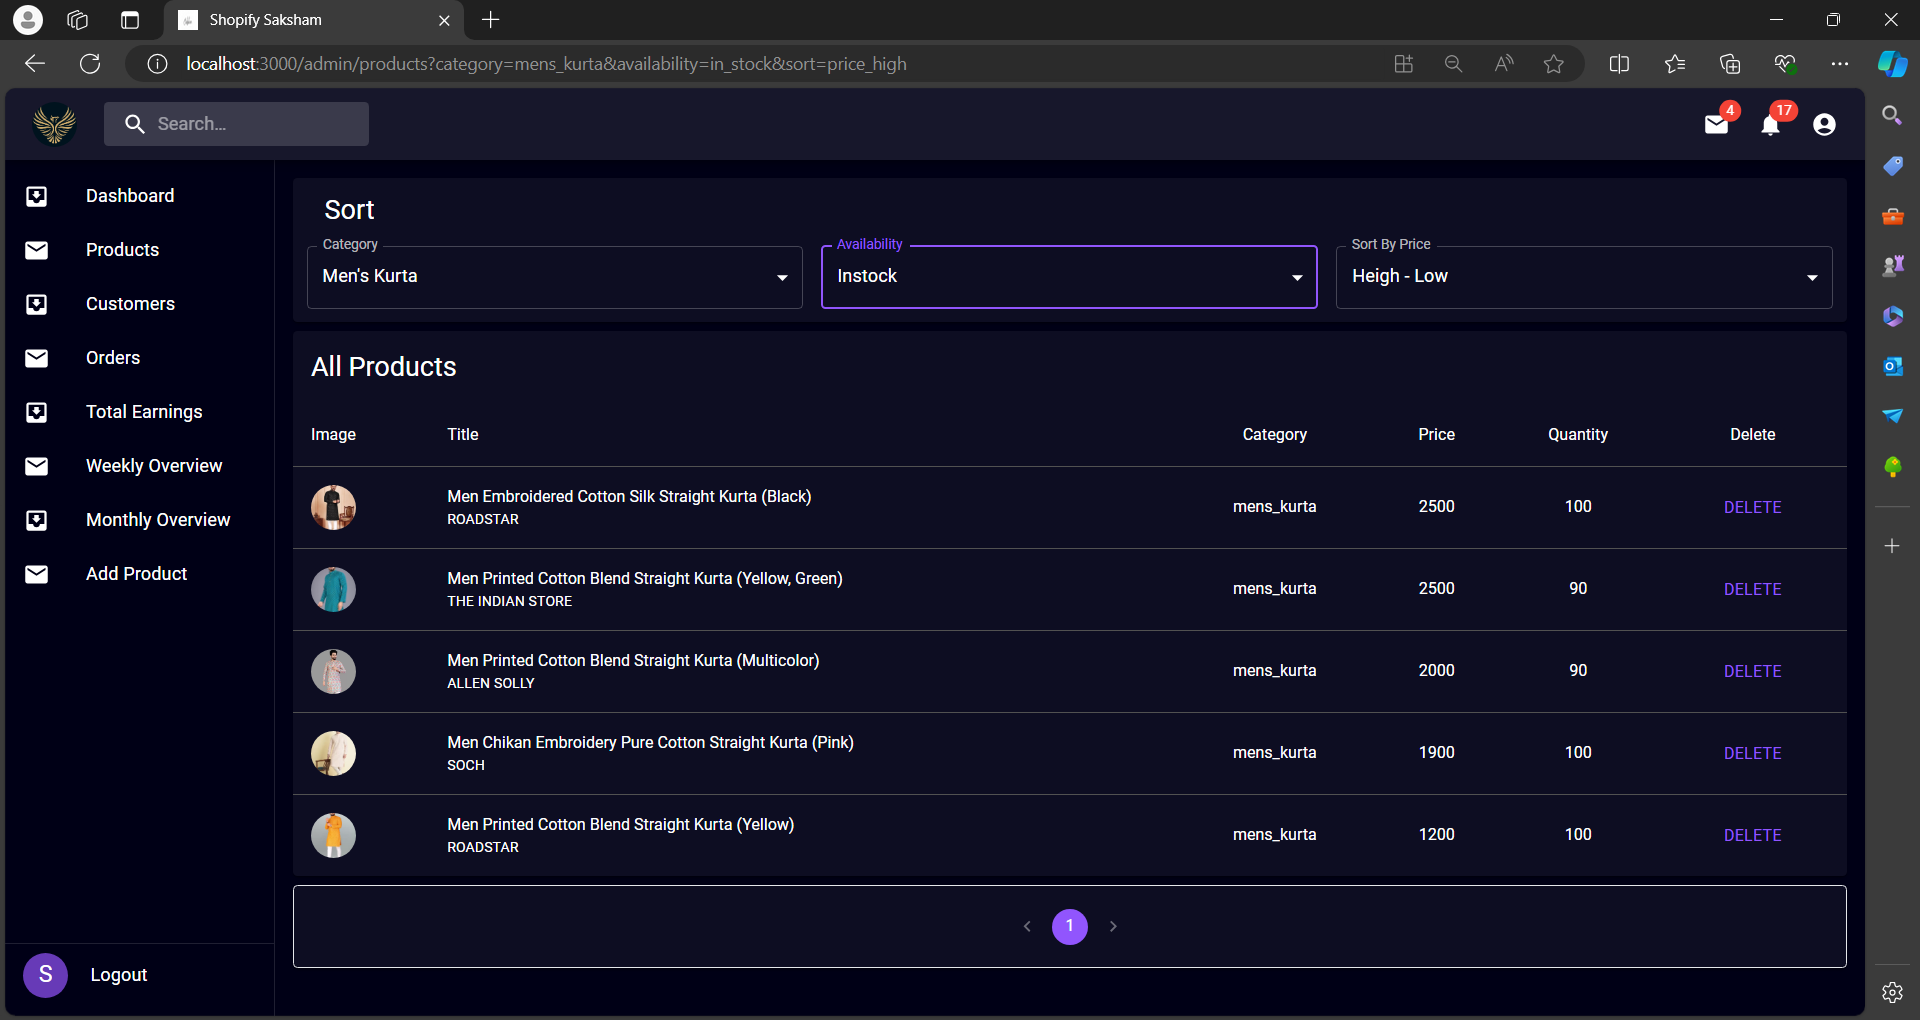 Shopify Saksham
localhost:3000/admin/products?category=mens_kurta&availability=in_stock&sort=price_high
Search...
4
17
Dashboard
Products
Customers
Orders
Total Earnings
Weekly Overview
Monthly Overview
Add Product
S Logout
Sort
Category
Men's Kurta
Availability
Instock
Sort By Price
Heigh - Low
All Products
Image Title Category Price Quantity Delete
Men Embroidered Cotton Silk Straight Kurta (Black)
ROADSTAR
mens_kurta 2500 100 DELETE
Men Printed Cotton Blend Straight Kurta (Yellow, Green)
THE INDIAN STORE
mens_kurta 2500 90 DELETE
Men Printed Cotton Blend Straight Kurta (Multicolor)
ALLEN SOLLY
mens_kurta 2000 90 DELETE
Men Chikan Embroidery Pure Cotton Straight Kurta (Pink)
SOCH
mens_kurta 1900 100 DELETE
Men Printed Cotton Blend Straight Kurta (Yellow)
ROADSTAR
mens_kurta 1200 100 DELETE
1